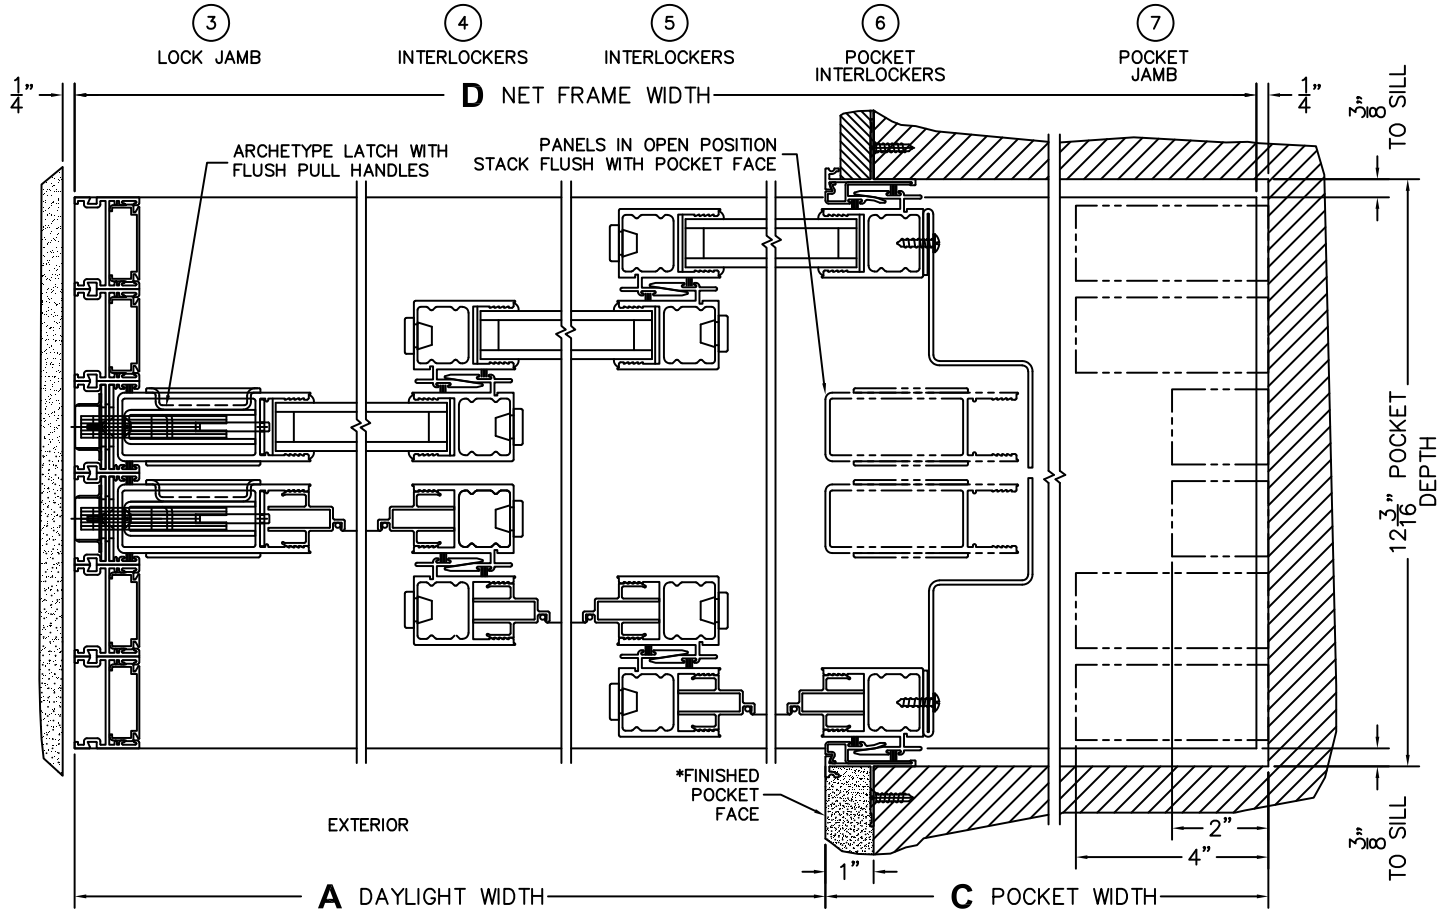 3
LOCK JAMB
4
INTERLOCKERS
5
INTERLOCKERS
6
POCKET
INTERLOCKERS
7
POCKET
JAMB
1/4"
D NET FRAME WIDTH
1/4"
3/8"
TO SILL
ARCHETYPE LATCH WITH
FLUSH PULL HANDLES
PANELS IN OPEN POSITION
STACK FLUSH WITH POCKET FACE
12 3/16" POCKET
DEPTH
*FINISHED
POCKET
FACE
EXTERIOR
3/8"
TO SILL
2"
4"
1"
A DAYLIGHT WIDTH
C POCKET WIDTH